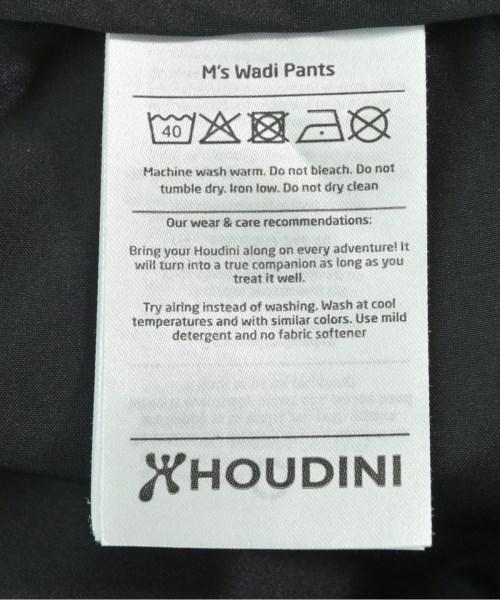 M's Wadi Pants
40
Machine wash warm. Do not bleach. Do not
tumble dry. Iron low. Do not dry clean
Our wear & care recommendations:
Bring your Houdini along on every adventure! It
will turn into a true companion as long as you
treat it well.
Try airing instead of washing. Wash at cool
temperatures and with similar colors. Use mild
detergent and no fabric softener
HOUDINI